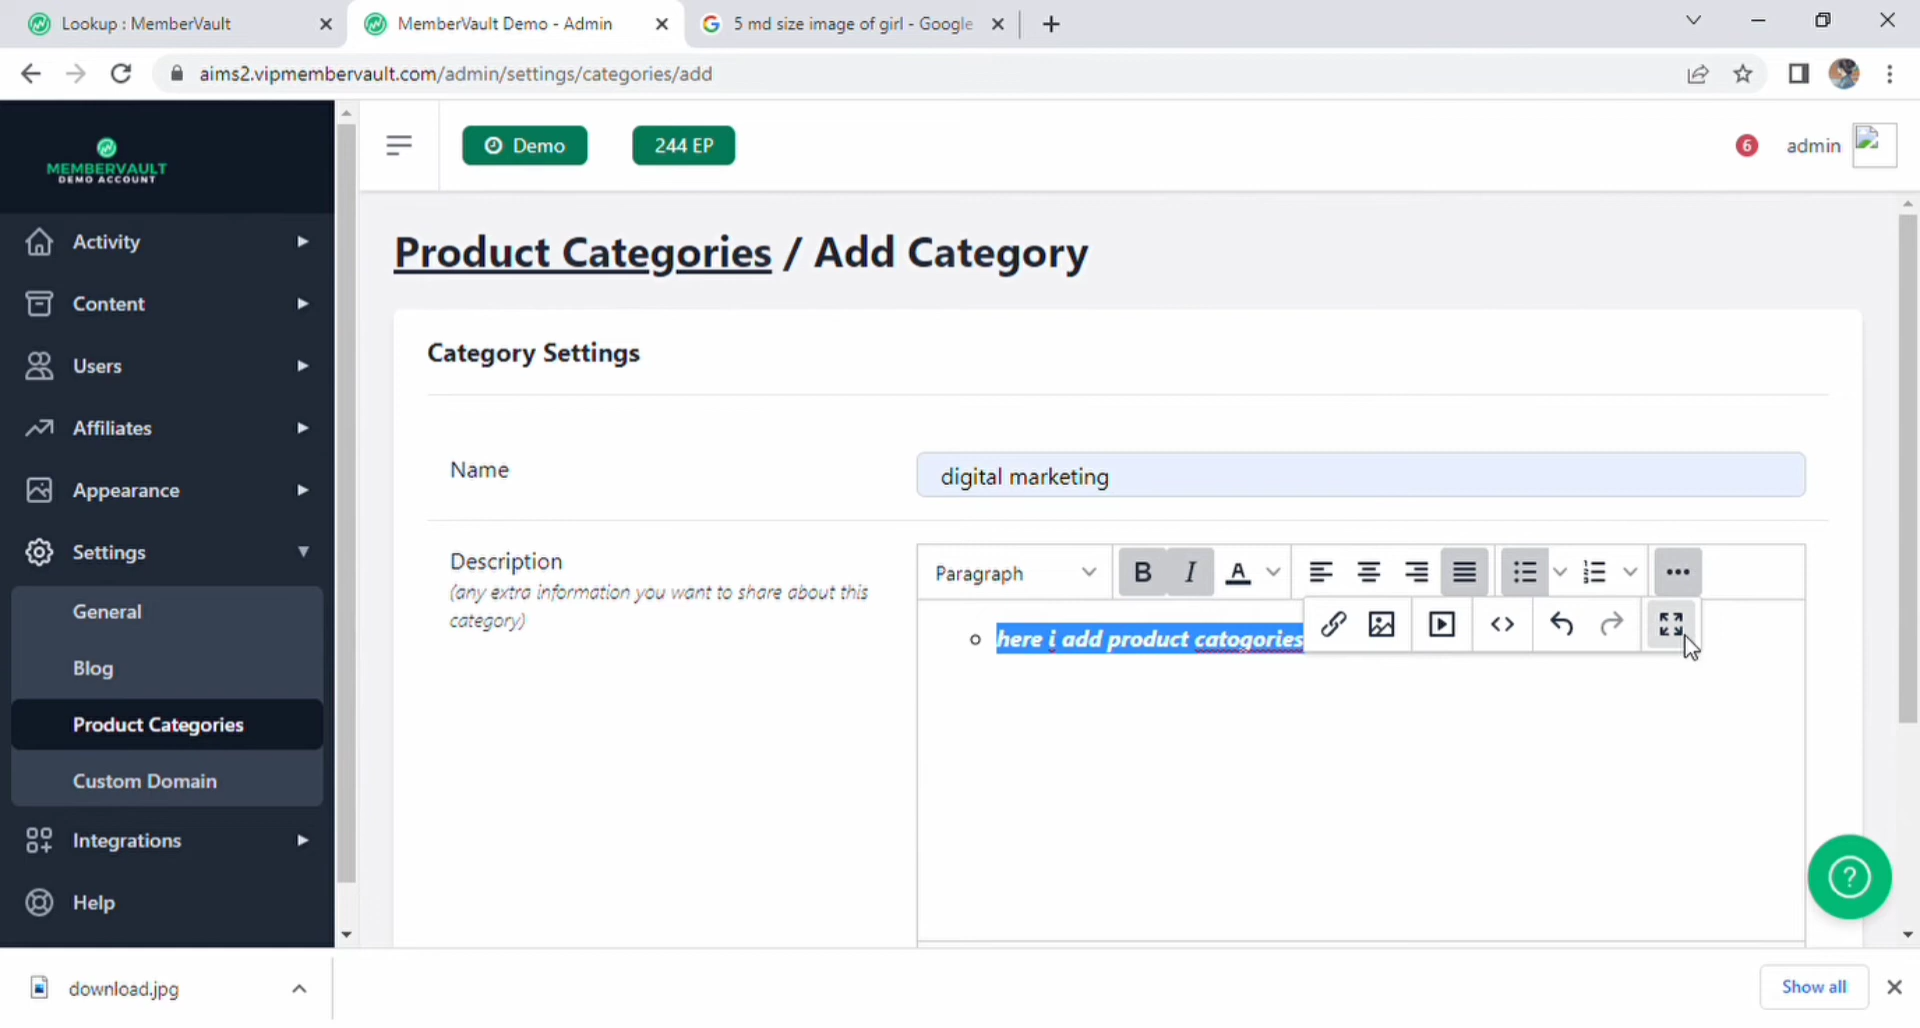 Lookup : MemberVault
MemberVault Demo - Admin
5 md size image of girl - Google
aims2.vipmembervault.com/admin/settings/categories/add
MEMBERVAULT
DEMO ACCOUNT
Demo
244 EP
6
admin
Activity
Content
Users
Affiliates
Appearance
Settings
General
Blog
Product Categories
Custom Domain
Integrations
Help
Product Categories / Add Category
Category Settings
Name
digital marketing
Description
(any extra information you want to share about this
category)
Paragraph
B I A
here i add product catogories
?
download.jpg
Show all